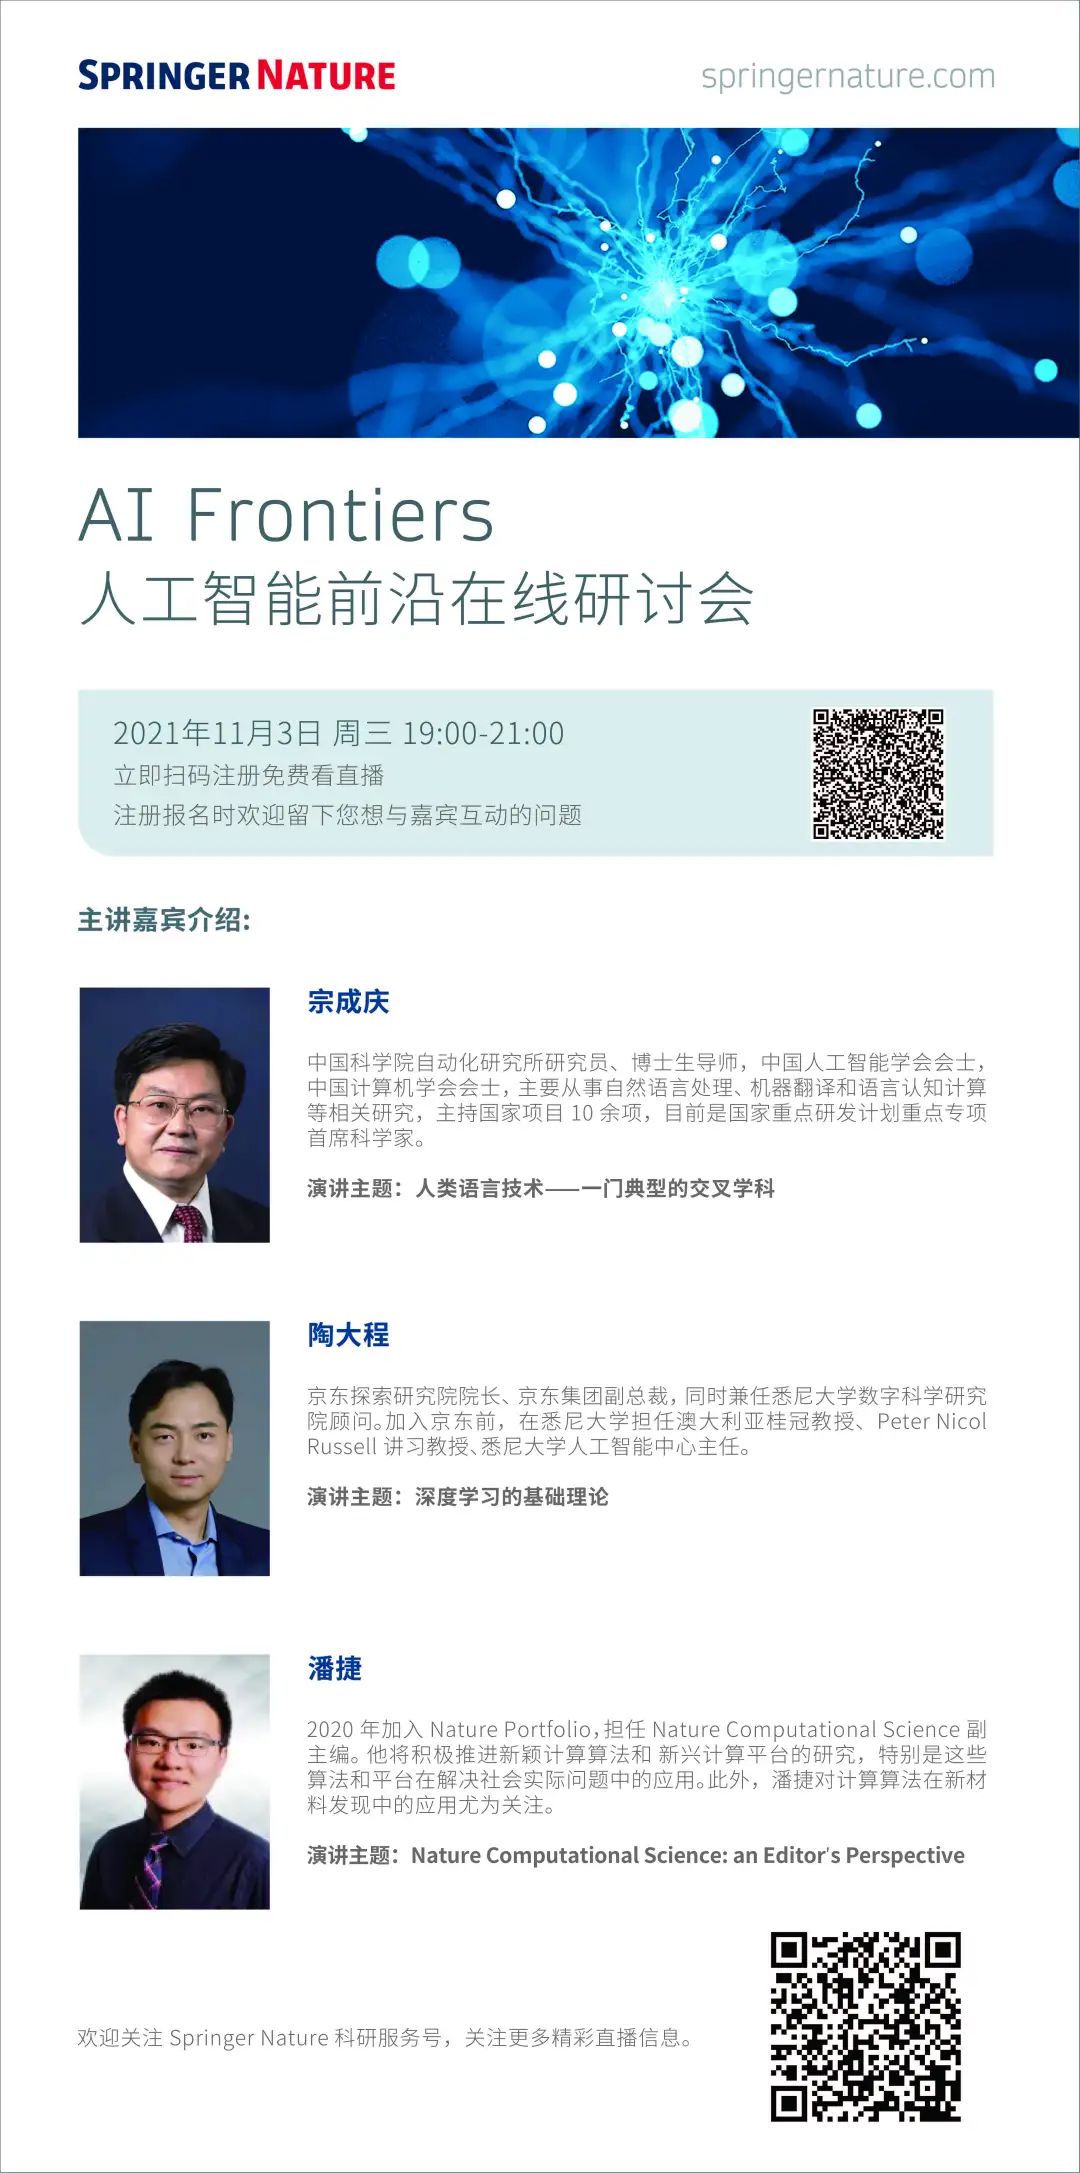 SPRINGER NATURE
springernature.com
AI Frontiers
人工智能前沿在线研讨会
2021年11月3日 周三 19:00-21:00
立即扫码注册免费看直播
注册报名时欢迎留下您想与嘉宾互动的问题
主讲嘉宾介绍:
宗成庆
中国科学院自动化研究所研究员、博士生导师，中国人工智能学会会士，
中国计算机学会会士，主要从事自然语言处理、机器翻译和语言认知计算
等相关研究，主持国家项目 10 余项，目前是国家重点研发计划重点专项
首席科学家。
演讲主题：人类语言技术——一门典型的交叉学科
陶大程
京东探索研究院院长、京东集团副总裁，同时兼任悉尼大学数字科学研究
院顾问。加入京东前，在悉尼大学担任澳大利亚桂冠教授、Peter Nicol
Russell 讲习教授、悉尼大学人工智能中心主任。
演讲主题：深度学习的基础理论
潘捷
2020 年加入 Nature Portfolio，担任 Nature Computational Science 副
主编。他将积极推进新颖计算算法和 新兴计算平台的研究，特别是这些
算法和平台在解决社会实际问题中的应用。此外，潘捷对计算算法在新材
料发现中的应用尤为关注。
演讲主题：Nature Computational Science: an Editor's Perspective
欢迎关注 Springer Nature 科研服务号，关注更多精彩直播信息。